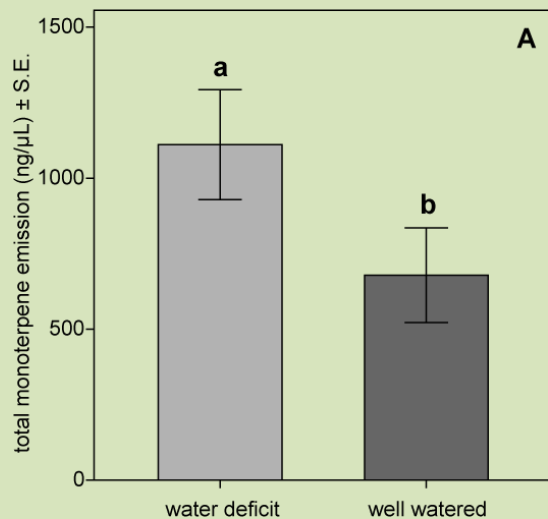 A
total monoterpene emission (ng/µL) ± S.E.
1500
1000
500
0
a
b
water deficit
well watered